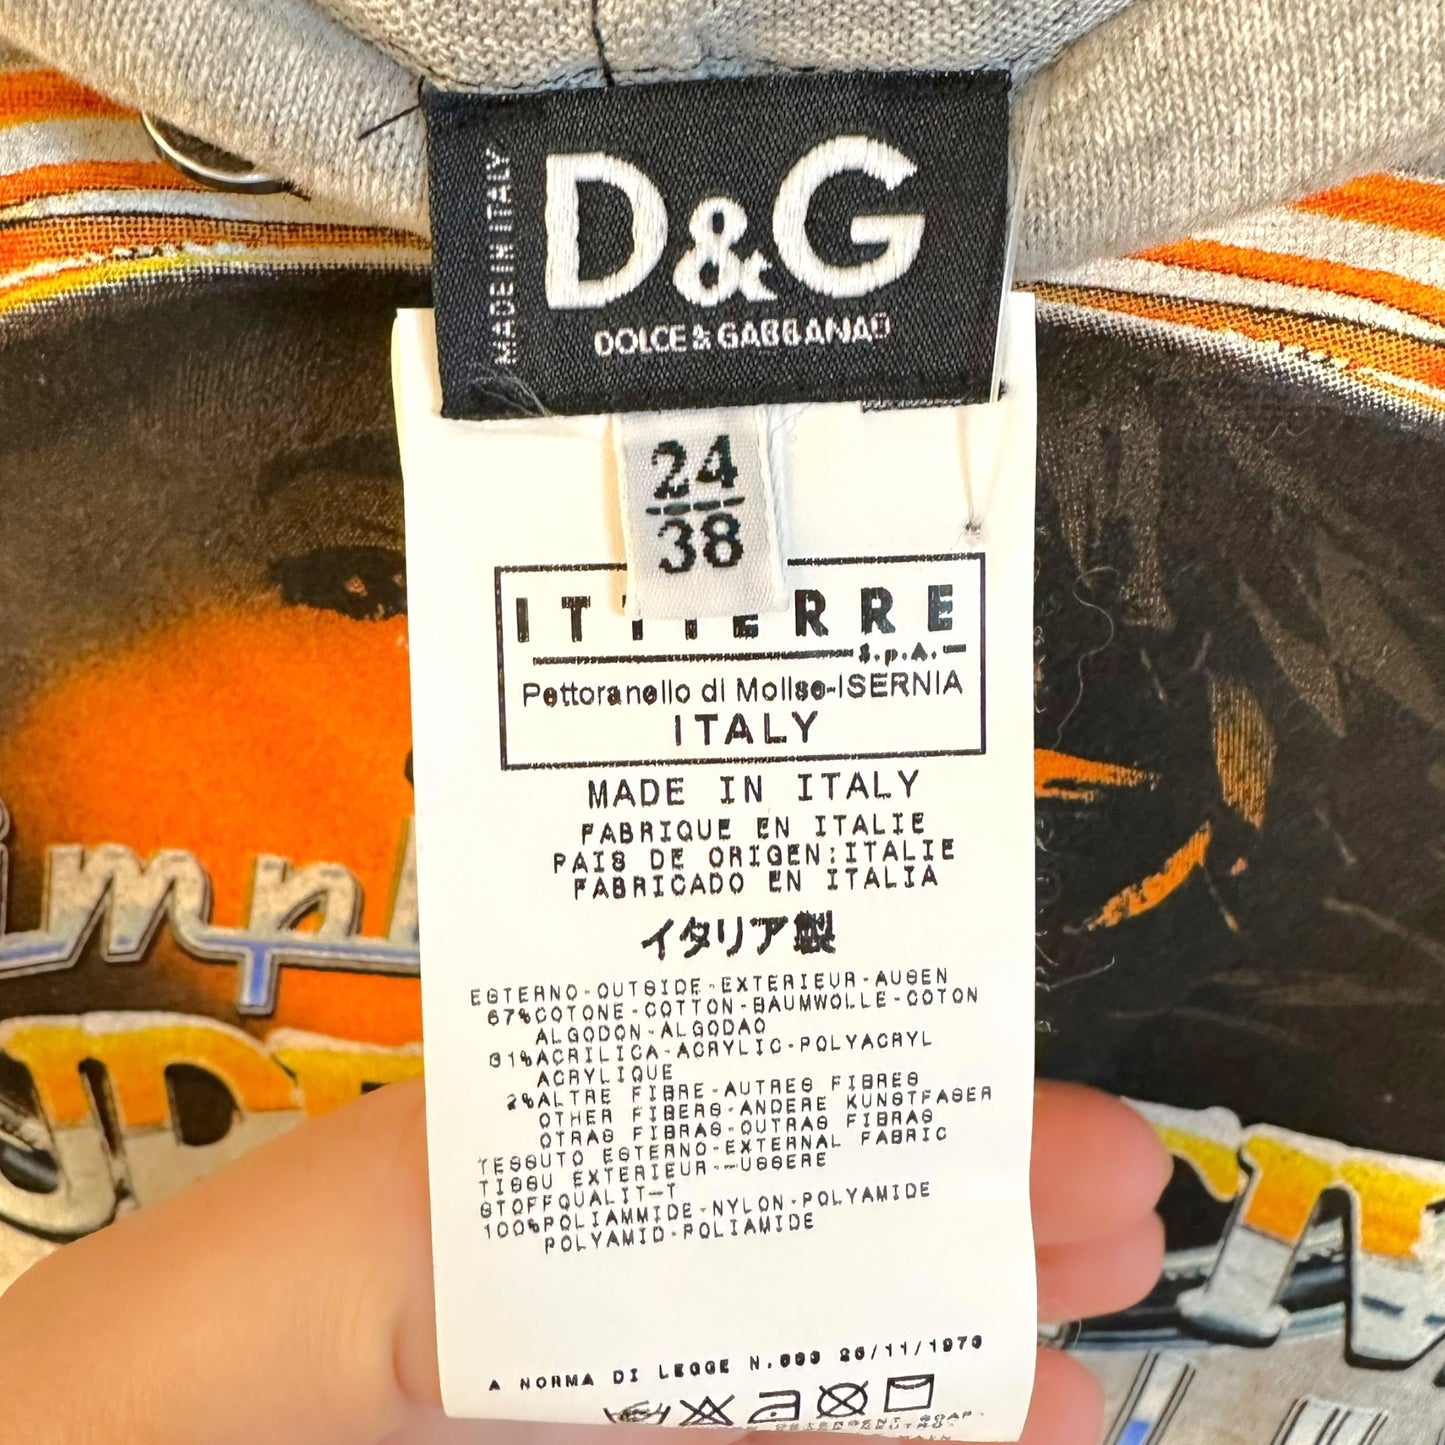 MADE IN ITALY
D&G
DOLCE & GABBANA
24
38
ITTIERRE
S.p.A.
Pettoranello di Molise-ISERNIA
ITALY
MADE IN ITALY
FABRIQUE EN ITALIE
PAIS DE ORIGEN:ITALIE
FABRICADO EN ITALIA
イタリア製
ESTERNO-OUTSIDE-EXTERIEUR-AUSEN
67%COTONE-COTTON-BAUMWOLLE-COTON
ALGODON-ALGODAO
31%ACRILICA-ACRYLIC-POLYACRYL
ACRYLIQUE
2%ALTRE FIBRE-AUTRES FIBRES
OTHER FIBERS-ANDERE KUNSTFASER
OTRAS FIBRAS-OUTRAS FIBRAS
TESSUTO ESTERNO-EXTERNAL FABRIC
TISSU EXTERIEUR-—USSERE
STOFFQUALIT—T
100%POLIAMMIDE-NYLON-POLYAMIDE
POLYAMID-POLIAMIDE
A NORMA DI LEGGE N.883 26/11/1973
impl